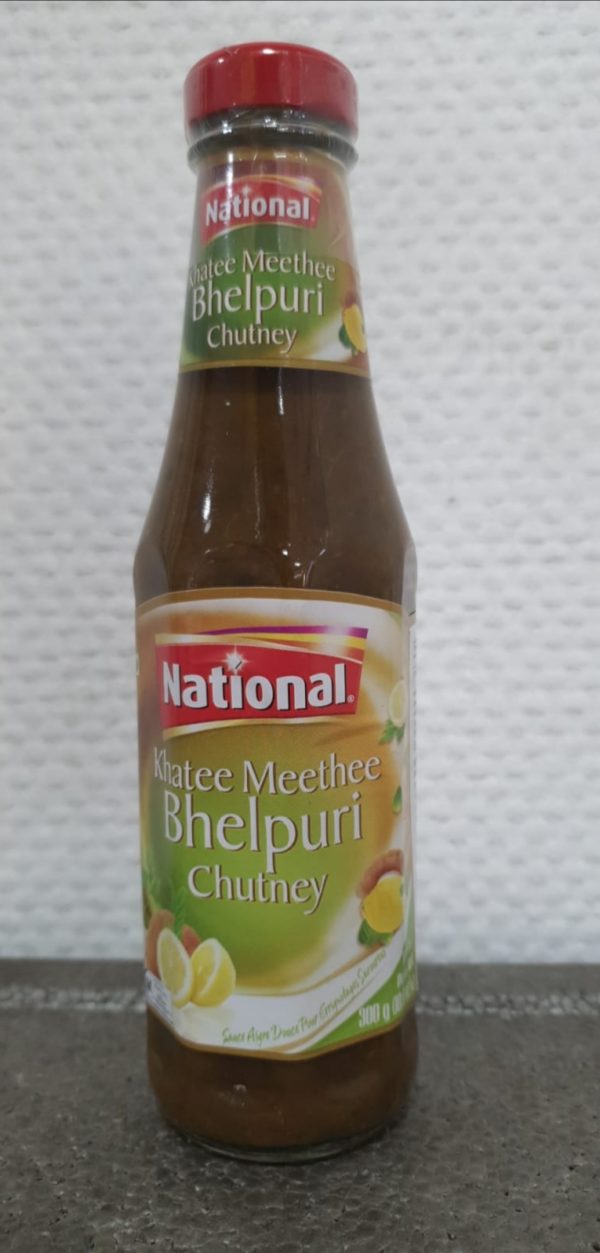 National
Khatee Meethee
Bhelpuri
Chutney
National®
Khatee Meethee
Bhelpuri
Chutney
Sauce Aigre Douce Pour
300 g